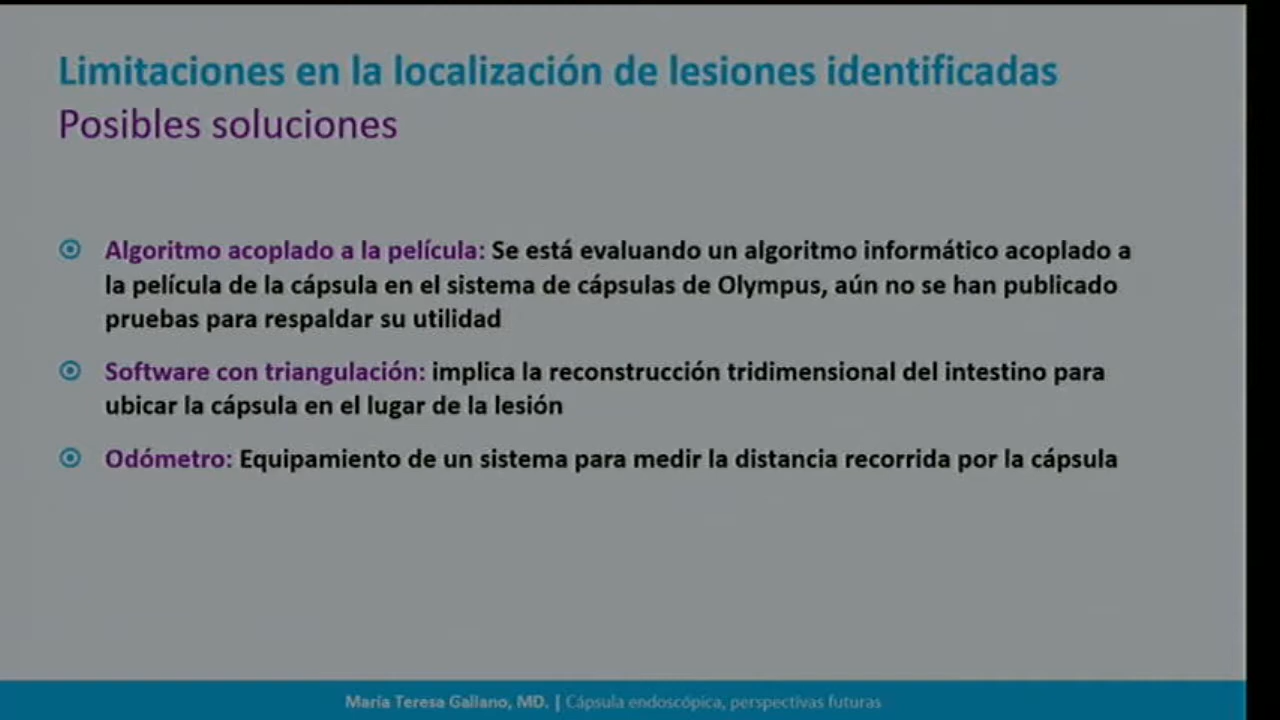 Limitaciones en la localización de lesiones identificadas
Posibles soluciones
Algoritmo acoplado a la película: Se está evaluando un algoritmo informático acoplado a
la película de la cápsula en el sistema de cápsulas de Olympus, aún no se han publicado
pruebas para respaldar su utilidad
Software con triangulación: implica la reconstrucción tridimensional del intestino para
ubicar la cápsula en el lugar de la lesión
Odómetro: Equipamiento de un sistema para medir la distancia recorrida por la cápsula
María Teresa Galiano, MD. | Cápsula endoscópica, perspectivas futuras